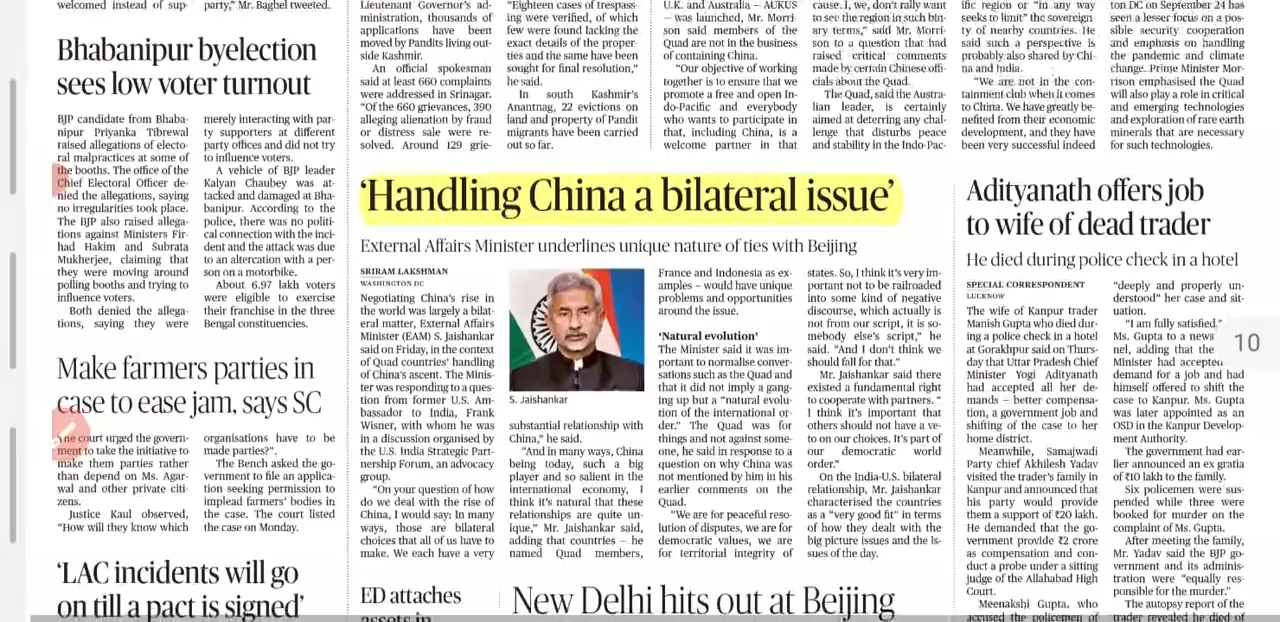 welcomed instead of sup-
party," Mr. Baghel tweeted.
Bhabanipur byelection
sees low voter turnout
BJP candidate from Bhaba-
nipur Priyanka Tibrewal
raised allegations of electo-
ral malpractices at some of
the booths. The office of the
Chief Electoral Officer de-
nied the allegations, saying
no irregularities took place.
The BJP also raised allega-
tions against Ministers Fir-
had Hakim and Subrata
Mukherjee, claiming that
they were moving around
polling booths and trying to
influence voters.
Both denied the allega-
tions, saying they were
merely interacting with par-
ty supporters at different
party offices and did not try
to influence voters.
A vehicle of BJP leader
Kalyan Chaubey was at-
tacked and damaged at Bha-
banipur. According to the
police, there was no politi-
cal connection with the inci-
dent and the attack was due
to an altercation with a per-
son on a motorbike.
About 6.97 lakh voters
were eligible to exercise
their franchise in the three
Bengal constituencies.
Make farmers parties in
case to ease jam, says SC
The court urged the govern-
ment to take the initiative to
make them parties rather
than depend on Ms. Agar-
wal and other private citi-
zens.
Justice Kaul observed,
"How will they know which
organisations have to be
made parties?".
The Bench asked the go-
vernment to file an applica-
tion seeking permission to
implead farmers' bodies in
the case. The court listed
the case on Monday.
'LAC incidents will go
on till a pact is signed'
Lieutenant Governor's ad-
ministration, thousands of
applications have been
moved by Pandits living out-
side Kashmir.
An official spokesman
said at least 660 complaints
were addressed in Srinagar.
"Of the 660 grievances, 390
alleging alienation by fraud
or distress sale were re-
solved. Around 129 grie-
"Eighteen cases of trespass-
ing were verified, of which
few were found lacking the
exact details of the proper-
ties and the same have been
sought for final resolution,"
he said.
In south Kashmir's
Anantnag, 22 evictions on
land and property of Pandit
migrants have been carried
out so far.
U.K. and Australia – AUKUS
– was launched, Mr. Morri-
son said members of the
Quad are not in the business
of containing China.
"Our objective of working
together is to ensure that we
promote a free and open In-
do-Pacific and everybody
who wants to participate in
that, including China, is a
welcome partner in that
cause. I, we, don't rally want
to see the region in such bin-
ary terms," said Mr. Morri-
son to a question that had
raised critical comments
made by certain Chinese offi-
cials about the Quad.
The Quad, said the Austra-
lian leader, is certainly
aimed at deterring any chal-
lenge that disturbs peace
and stability in the Indo-Pac-
ific region or "in any way
seeks to limit" the sovereign-
ty of nearby countries. He
said such a perspective is
probably also shared by Chi-
na and India.
"We are not in the con-
tainment club when it comes
to China. We have greatly be-
nefited from their economic
development, and they have
been very successful indeed
ton DC on September 24 has
seen a lesser focus on a pos-
sible security cooperation
and emphasis on handling
the pandemic and climate
change. Prime Minister Mor-
rison emphasised the Quad
will also play a role in critical
and emerging technologies
and exploration of rare earth
minerals that are necessary
for such technologies.
'Handling China a bilateral issue'
External Affairs Minister underlines unique nature of ties with Beijing
SRIRAM LAKSHMAN
WASHINGTON DC
Negotiating China's rise in
the world was largely a bilat-
eral matter, External Affairs
Minister (EAM) S. Jaishankar
said on Friday, in the context
of Quad countries' handling
of China's ascent. The Minis-
ter was responding to a ques-
tion from former U.S. Am-
bassador to India, Frank
Wisner, with whom he was
in a discussion organised by
the U.S. India Strategic Part-
nership Forum, an advocacy
group.
"On your question of how
do we deal with the rise of
China, I would say: In many
ways, those are bilateral
choices that all of us have to
make. We each have a very
S. Jaishankar
substantial relationship with
China," he said.
"And in many ways, China
being today, such a big
player and so salient in the
international economy, I
think it's natural that these
relationships are quite un-
ique," Mr. Jaishankar said,
adding that countries – he
named Quad members,
France and Indonesia as ex-
amples – would have unique
problems and opportunities
around the issue.
'Natural evolution'
The Minister said it was im-
portant to normalise conver-
sations such as the Quad and
that it did not imply a gang-
ing up but a "natural evolu-
tion of the international or-
der." The Quad was for
things and not against some-
one, he said in response to a
question on why China was
not mentioned by him in his
earlier comments on the
Quad.
"We are for peaceful reso-
lution of disputes, we are for
democratic values, we are
for territorial integrity of
states. So, I think it's very im-
portant not to be railroaded
into some kind of negative
discourse, which actually is
not from our script, it is so-
mebody else's script," he
said. "And I don't think we
should fall for that."
Mr. Jaishankar said there
existed a fundamental right
to cooperate with partners. "
I think it's important that
others should not have a ve-
to on our choices. It's part of
our democratic world
order."
On the India-U.S. bilateral
relationship, Mr. Jaishankar
characterised the countries
as a "very good fit" in terms
of how they dealt with the
big picture issues and the is-
sues of the day.
ED attaches
assets in
New Delhi hits out at Beijing
Adityanath offers job
to wife of dead trader
He died during police check in a hotel
SPECIAL CORRESPONDENT
LUCKNOW
The wife of Kanpur trader
Manish Gupta who died dur-
ing a police check in a hotel
at Gorakhpur said on Thurs-
day that Uttar Pradesh Chief
Minister Yogi Adityanath
had accepted all her de-
mands – better compensa-
tion, a government job and
shifting of the case to her
home district.
Meanwhile, Samajwadi
Party chief Akhilesh Yadav
visited the trader's family in
Kanpur and announced that
his party would provide
them a support of ₹20 lakh.
He demanded that the go-
vernment provide ₹2 crore
as compensation and con-
duct a probe under a sitting
judge of the Allahabad High
Court.
Meenakshi Gupta, who
accused the policemen of
"deeply and properly un-
derstood" her case and sit-
uation.
"I am fully satisfied,"
Ms. Gupta to a news
nel, adding that the
Minister had accepted
demand for a job and had
himself offered to shift the
case to Kanpur. Ms. Gupta
was later appointed as an
OSD in the Kanpur Develop-
ment Authority.
The government had ear-
lier announced an ex gratia
of ₹10 lakh to the family.
Six policemen were sus-
pended while three were
booked for murder on the
complaint of Ms. Gupta.
After meeting the family,
Mr. Yadav said the BJP go-
vernment and its adminis-
tration were "equally res-
ponsible for the murder."
The autopsy report of the
trader revealed he died of
10